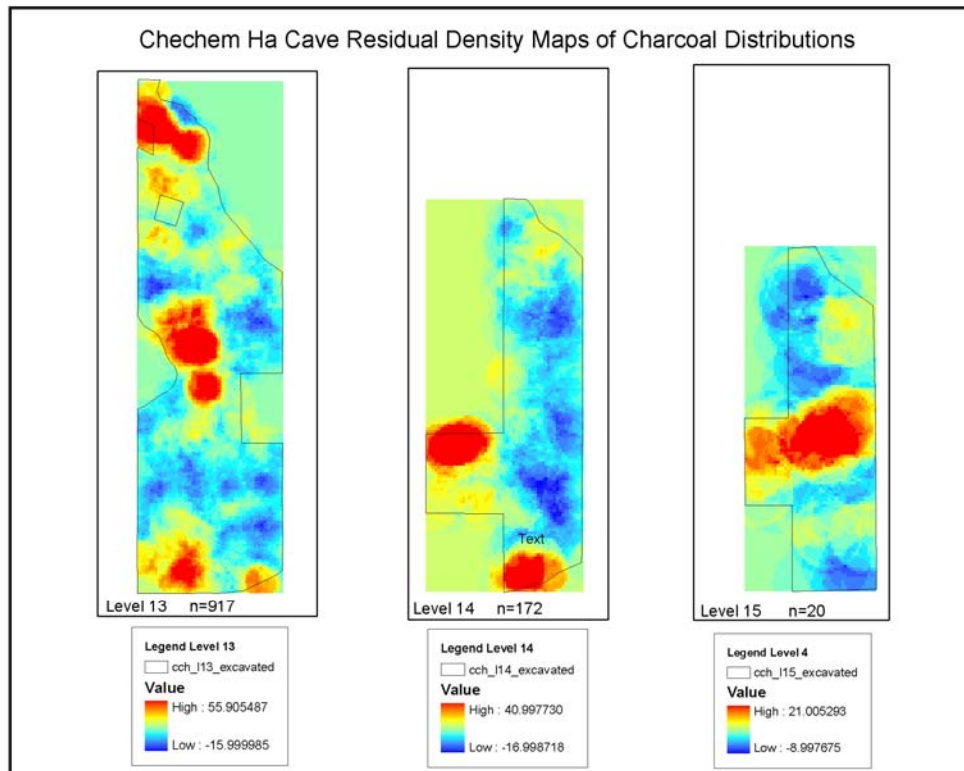 Chechem Ha Cave Residual Density Maps of Charcoal Distributions
Level 13 n=917
Text
Level 14 n=172
Level 15 n=20
Legend Level 13
cch_l13_excavated
Value
High : 55.905487
Low : -15.999985
Legend Level 14
cch_l14_excavated
Value
High : 40.997730
Low : -16.998718
Legend Level 4
cch_l15_excavated
Value
High : 21.005293
Low : -8.997675